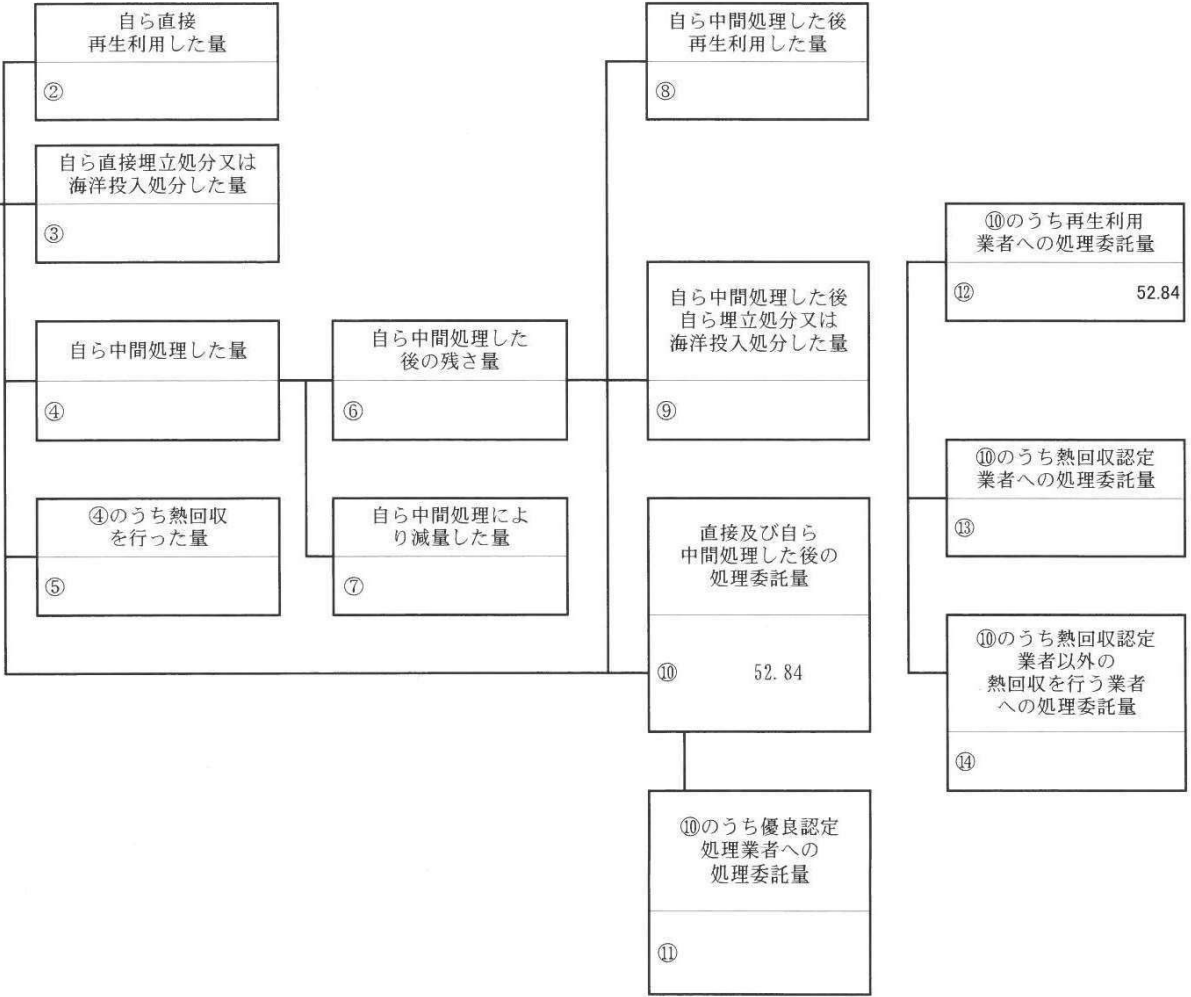 自ら直接
再生利用した量
②
自ら直接埋立処分又は
海洋投入処分した量
③
自ら中間処理した量
④
④のうち熱回収
を行った量
⑤
自ら中間処理した
後の残さ量
⑥
自ら中間処理によ
り減量した量
⑦
自ら中間処理した後
再生利用した量
⑧
自ら中間処理した後
自ら埋立処分又は
海洋投入処分した量
⑨
直接及び自ら
中間処理した後の
処理委託量
⑩ 52.84
⑩のうち優良認定
処理業者への
処理委託量
⑪
⑩のうち再生利用
業者への処理委託量
⑫ 52.84
⑩のうち熱回収認定
業者への処理委託量
⑬
⑩のうち熱回収認定
業者以外の
熱回収を行う業者
への処理委託量
⑭